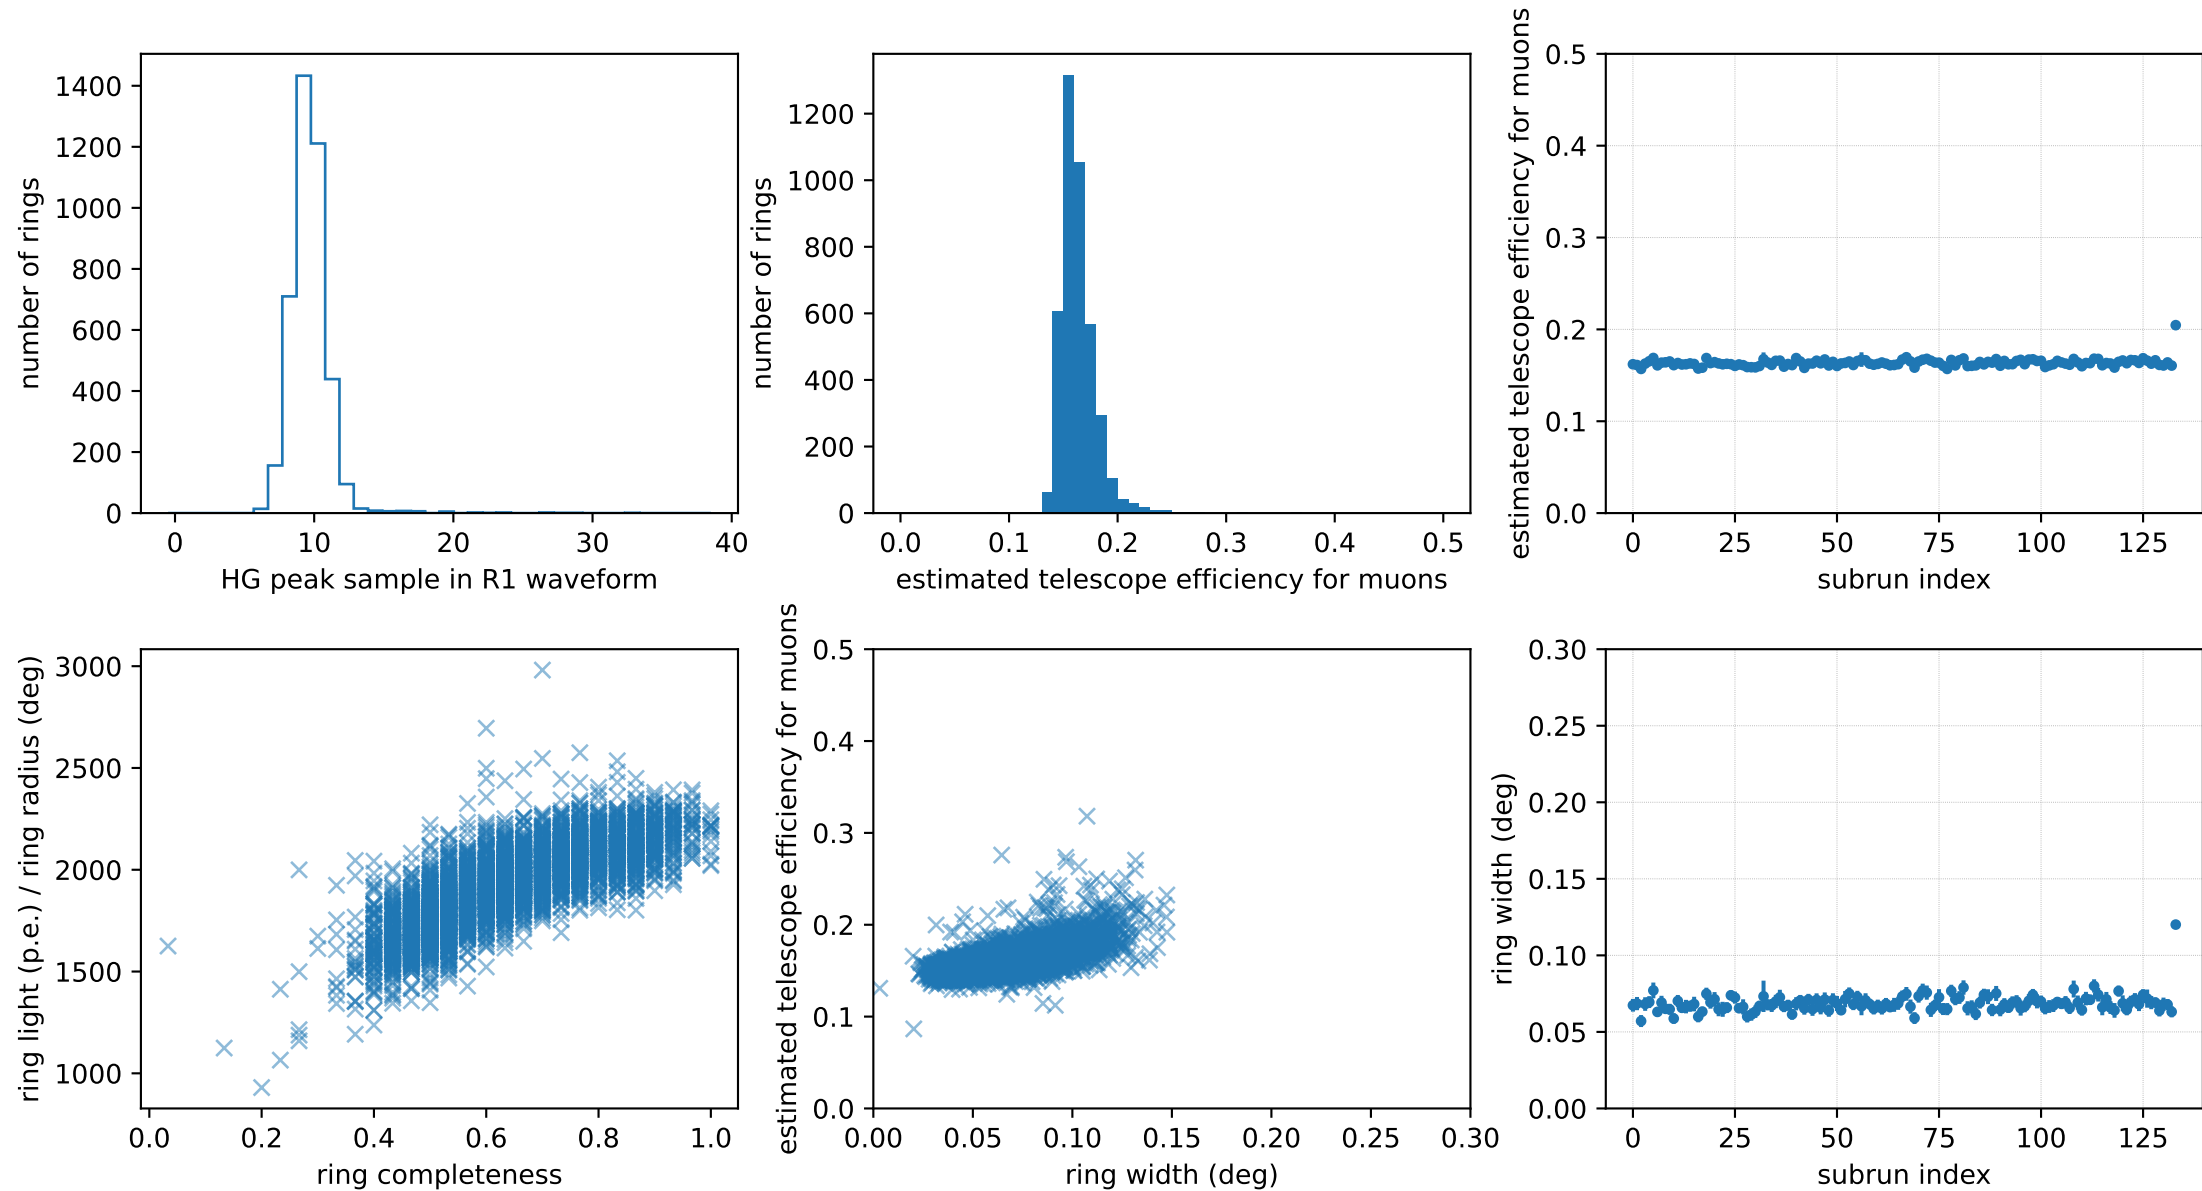 number of rings
1400
1200
1000
800
600
400
200
0
0 10 20 30 40
HG peak sample in R1 waveform
number of rings
1200
1000
800
600
400
200
0
0.0 0.1 0.2 0.3 0.4 0.5
estimated telescope efficiency for muons
estimated telescope efficiency for muons
0.5
0.4
0.3
0.2
0.1
0.0
0 25 50 75 100 125
subrun index
ring light (p.e.) / ring radius (deg)
3000
2500
2000
1500
1000
0.0 0.2 0.4 0.6 0.8 1.0
ring completeness
estimated telescope efficiency for muons
0.5
0.4
0.3
0.2
0.1
0.0
0.00 0.05 0.10 0.15 0.20 0.25 0.30
ring width (deg)
ring width (deg)
0.30
0.25
0.20
0.15
0.10
0.05
0.00
0 25 50 75 100 125
subrun index